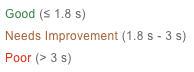 Good (≤ 1.8 s)
Needs Improvement (1.8 s - 3 s)
Poor (> 3 s)